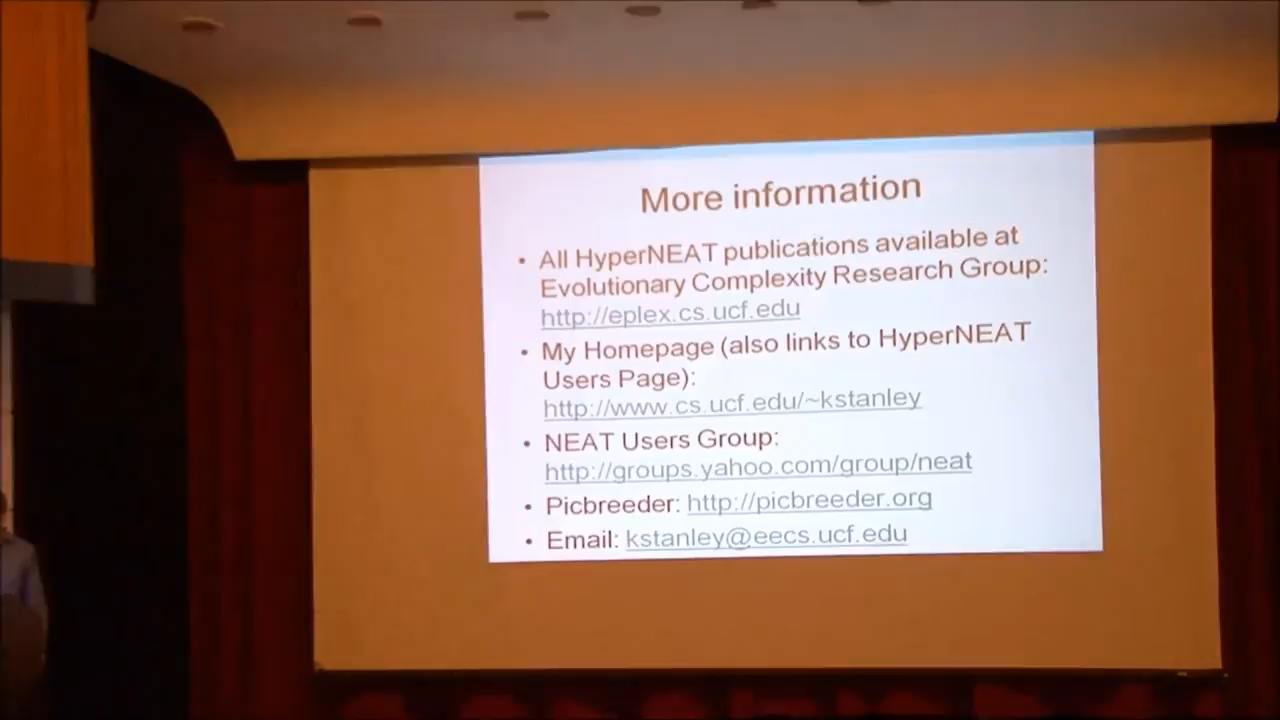 More information
• All HyperNEAT publications available at
Evolutionary Complexity Research Group:
http://eplex.cs.ucf.edu
• My Homepage (also links to HyperNEAT
Users Page):
http://www.cs.ucf.edu/~kstanley
• NEAT Users Group:
http://groups.yahoo.com/group/neat
• Picbreeder: http://picbreeder.org
• Email: kstanley@eecs.ucf.edu